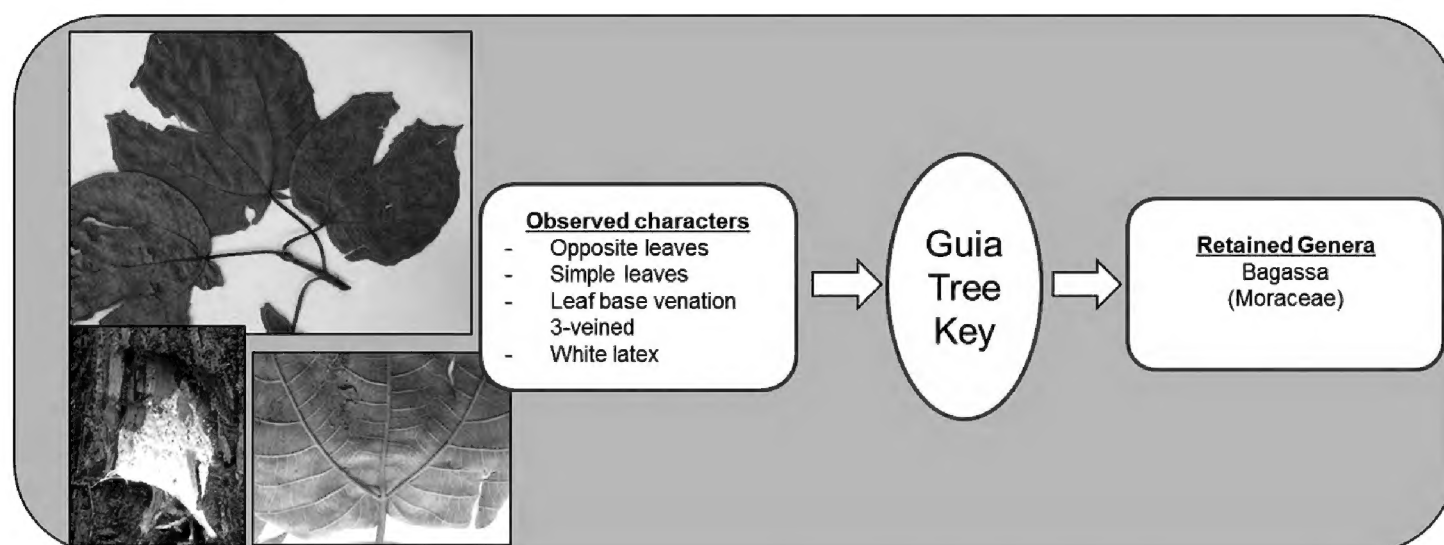 Observed characters
- Opposite leaves
- Simple leaves
- Leaf base venation
3-veined
- White latex
Guia
Tree
Key
Retained Genera
Bagassa
(Moraceae)